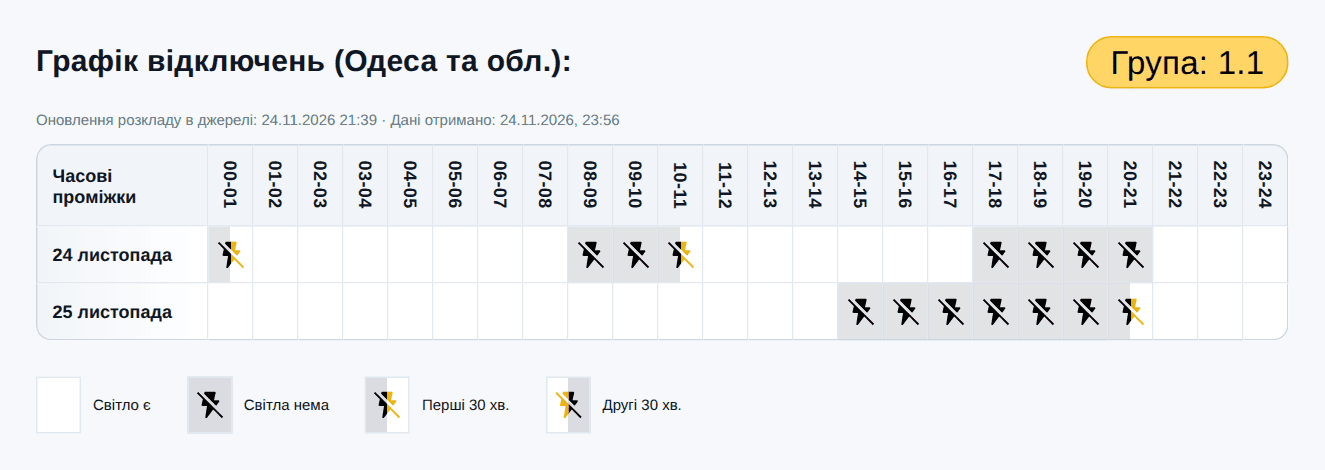 Графік відключень (Одеса та обл.):
Група: 1.1
Оновлення розкладу в джерелі: 24.11.2026 21:39 · Дані отримано: 24.11.2026, 23:56
Часові
проміжки
00-01
01-02
02-03
03-04
04-05
05-06
06-07
07-08
08-09
09-10
10-11
11-12
12-13
13-14
14-15
15-16
16-17
17-18
18-19
19-20
20-21
21-22
22-23
23-24
24 листопада
25 листопада
Світло є
Світла нема
Перші 30 хв.
Другі 30 хв.